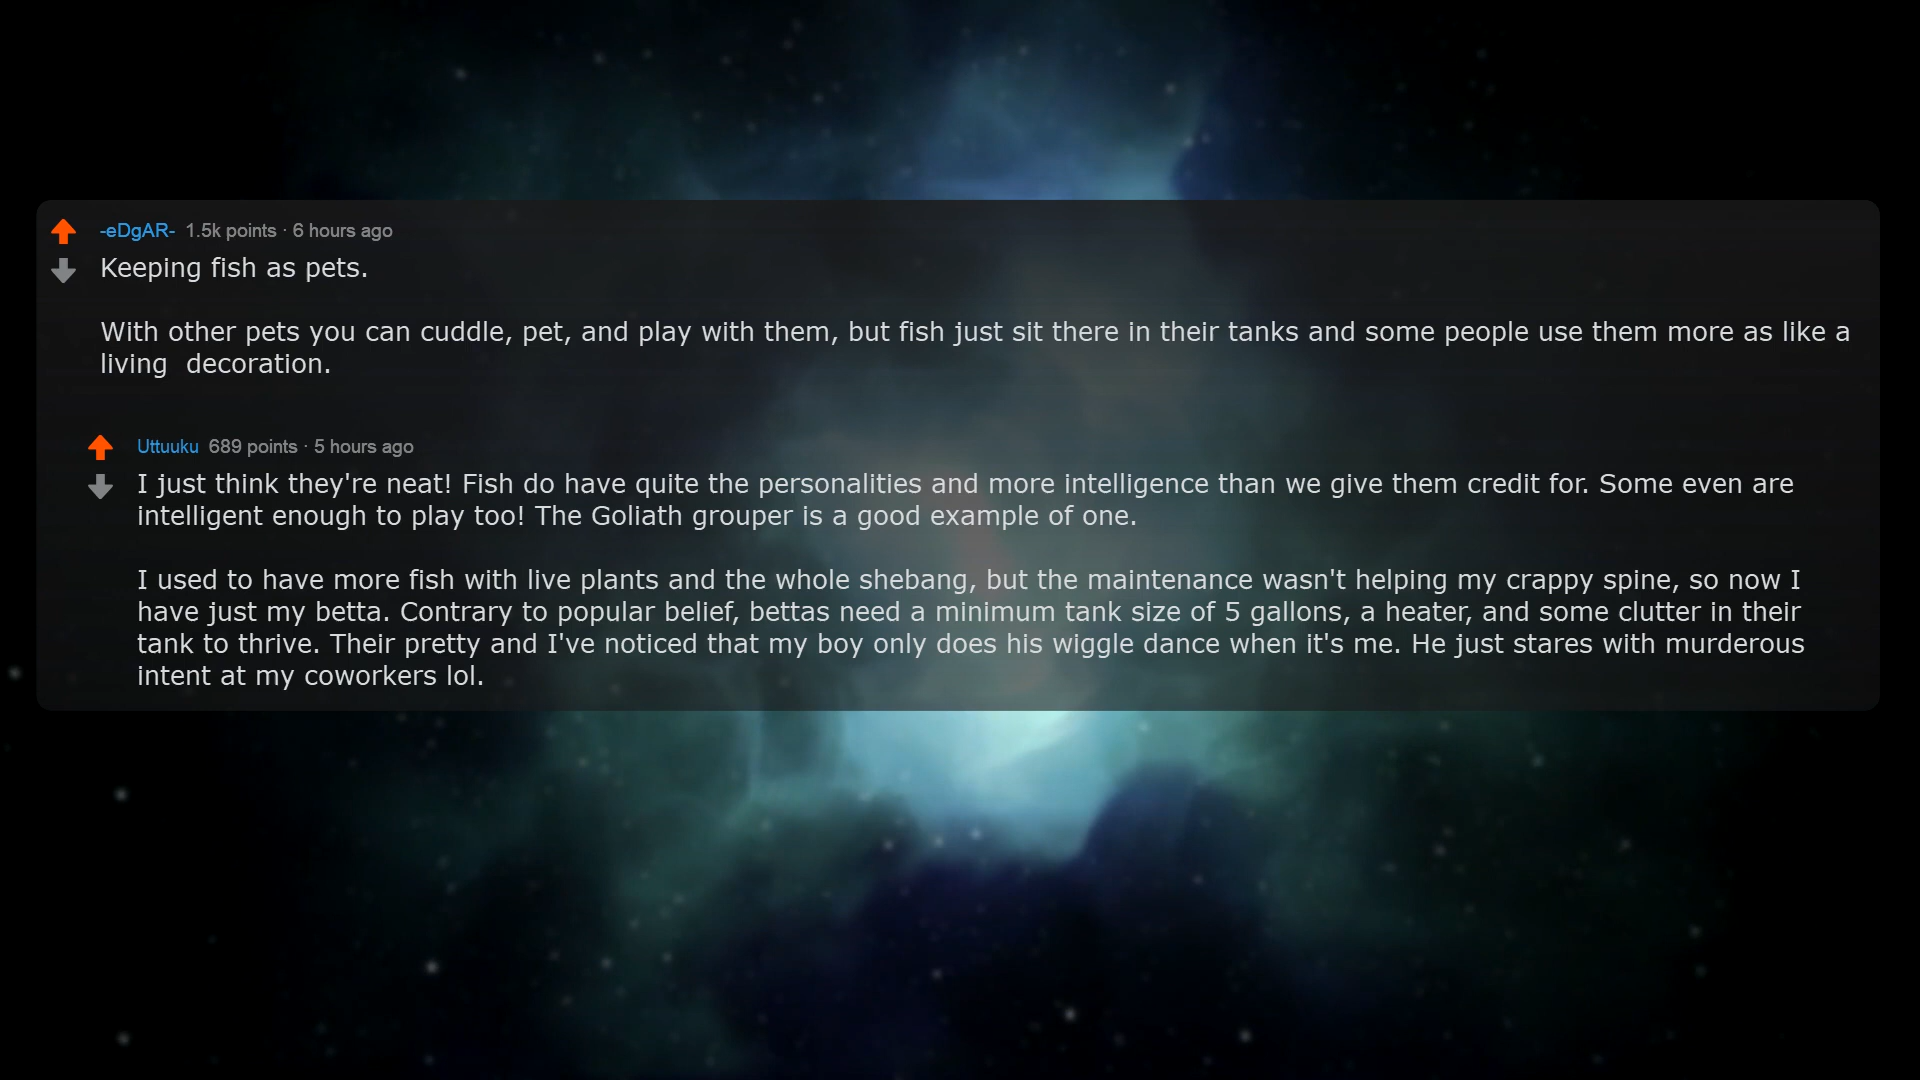 -eDgAR- 1.5k points · 6 hours ago
Keeping fish as pets.
With other pets you can cuddle, pet, and play with them, but fish just sit there in their tanks and some people use them more as like a
living  decoration.
Uttuuku 689 points · 5 hours ago
I just think they're neat! Fish do have quite the personalities and more intelligence than we give them credit for. Some even are
intelligent enough to play too! The Goliath grouper is a good example of one.
I used to have more fish with live plants and the whole shebang, but the maintenance wasn't helping my crappy spine, so now I
have just my betta. Contrary to popular belief, bettas need a minimum tank size of 5 gallons, a heater, and some clutter in their
tank to thrive. Their pretty and I've noticed that my boy only does his wiggle dance when it's me. He just stares with murderous
intent at my coworkers lol.